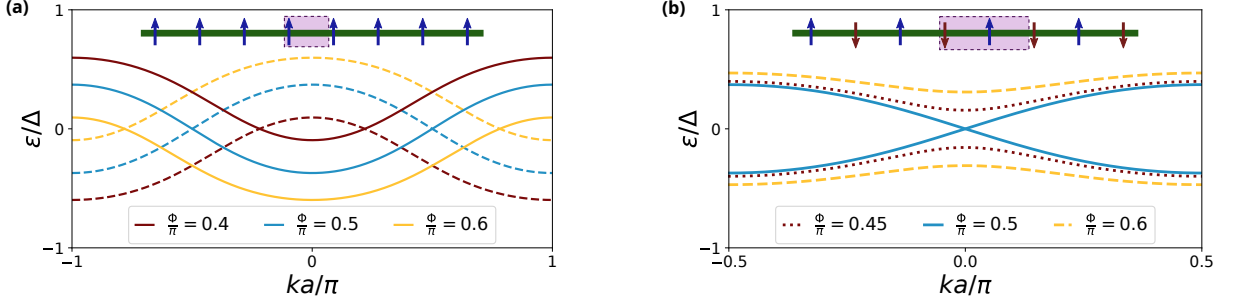 (a)
1
0
−1
ε/Δ
Φ/π = 0.4
Φ/π = 0.5
Φ/π = 0.6
−1
0
1
ka/π
(b)
1
0
−1
ε/Δ
Φ/π = 0.45
Φ/π = 0.5
Φ/π = 0.6
−0.5
0.0
0.5
ka/π